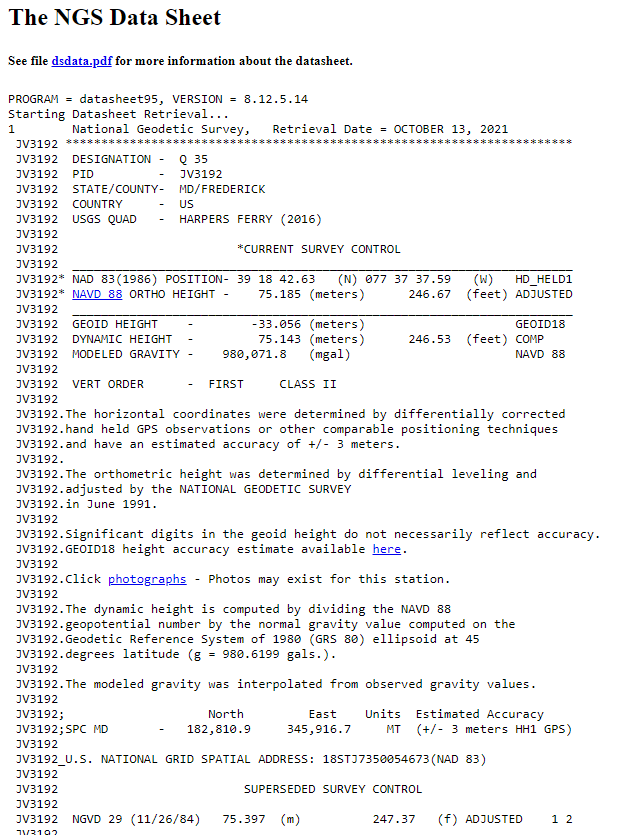 The NGS Data Sheet
See file dsdata.pdf for more information about the datasheet.
PROGRAM = datasheet95, VERSION = 8.12.5.14
Starting Datasheet Retrieval...
1        National Geodetic Survey,   Retrieval Date = OCTOBER 13, 2021
JV3192 ***********************************************************************
JV3192  DESIGNATION -  Q 35
JV3192  PID         -  JV3192
JV3192  STATE/COUNTY-  MD/FREDERICK
JV3192  COUNTRY     -  US
JV3192  USGS QUAD   -  HARPERS FERRY (2016)
JV3192
JV3192                         *CURRENT SURVEY CONTROL
JV3192  ______________________________________________________________________
JV3192* NAD 83(1986) POSITION- 39 18 42.63   (N) 077 37 37.59   (W)   HD_HELD1
JV3192* NAVD 88 ORTHO HEIGHT -    75.185 (meters)      246.67  (feet) ADJUSTED
JV3192  ______________________________________________________________________
JV3192  GEOID HEIGHT    -        -33.056 (meters)                     GEOID18
JV3192  DYNAMIC HEIGHT  -         75.143 (meters)      246.53  (feet) COMP
JV3192  MODELED GRAVITY -    980,071.8   (mgal)                       NAVD 88
JV3192
JV3192  VERT ORDER      -  FIRST     CLASS II
JV3192
JV3192.The horizontal coordinates were determined by differentially corrected
JV3192.hand held GPS observations or other comparable positioning techniques
JV3192.and have an estimated accuracy of +/- 3 meters.
JV3192.
JV3192.The orthometric height was determined by differential leveling and
JV3192.adjusted by the NATIONAL GEODETIC SURVEY
JV3192.in June 1991.
JV3192
JV3192.Significant digits in the geoid height do not necessarily reflect accuracy.
JV3192.GEOID18 height accuracy estimate available here.
JV3192
JV3192.Click photographs - Photos may exist for this station.
JV3192
JV3192.The dynamic height is computed by dividing the NAVD 88
JV3192.geopotential number by the normal gravity value computed on the
JV3192.Geodetic Reference System of 1980 (GRS 80) ellipsoid at 45
JV3192.degrees latitude (g = 980.6199 gals.).
JV3192
JV3192.The modeled gravity was interpolated from observed gravity values.
JV3192
JV3192;                    North         East    Units  Estimated Accuracy
JV3192;SPC MD       -   182,810.9     345,916.7     MT  (+/- 3 meters HH1 GPS)
JV3192
JV3192_U.S. NATIONAL GRID SPATIAL ADDRESS: 18STJ7350054673(NAD 83)
JV3192
JV3192                          SUPERSEDED SURVEY CONTROL
JV3192
JV3192  NGVD 29 (11/26/84)   75.397  (m)          247.37   (f) ADJUSTED    1 2
JV3192